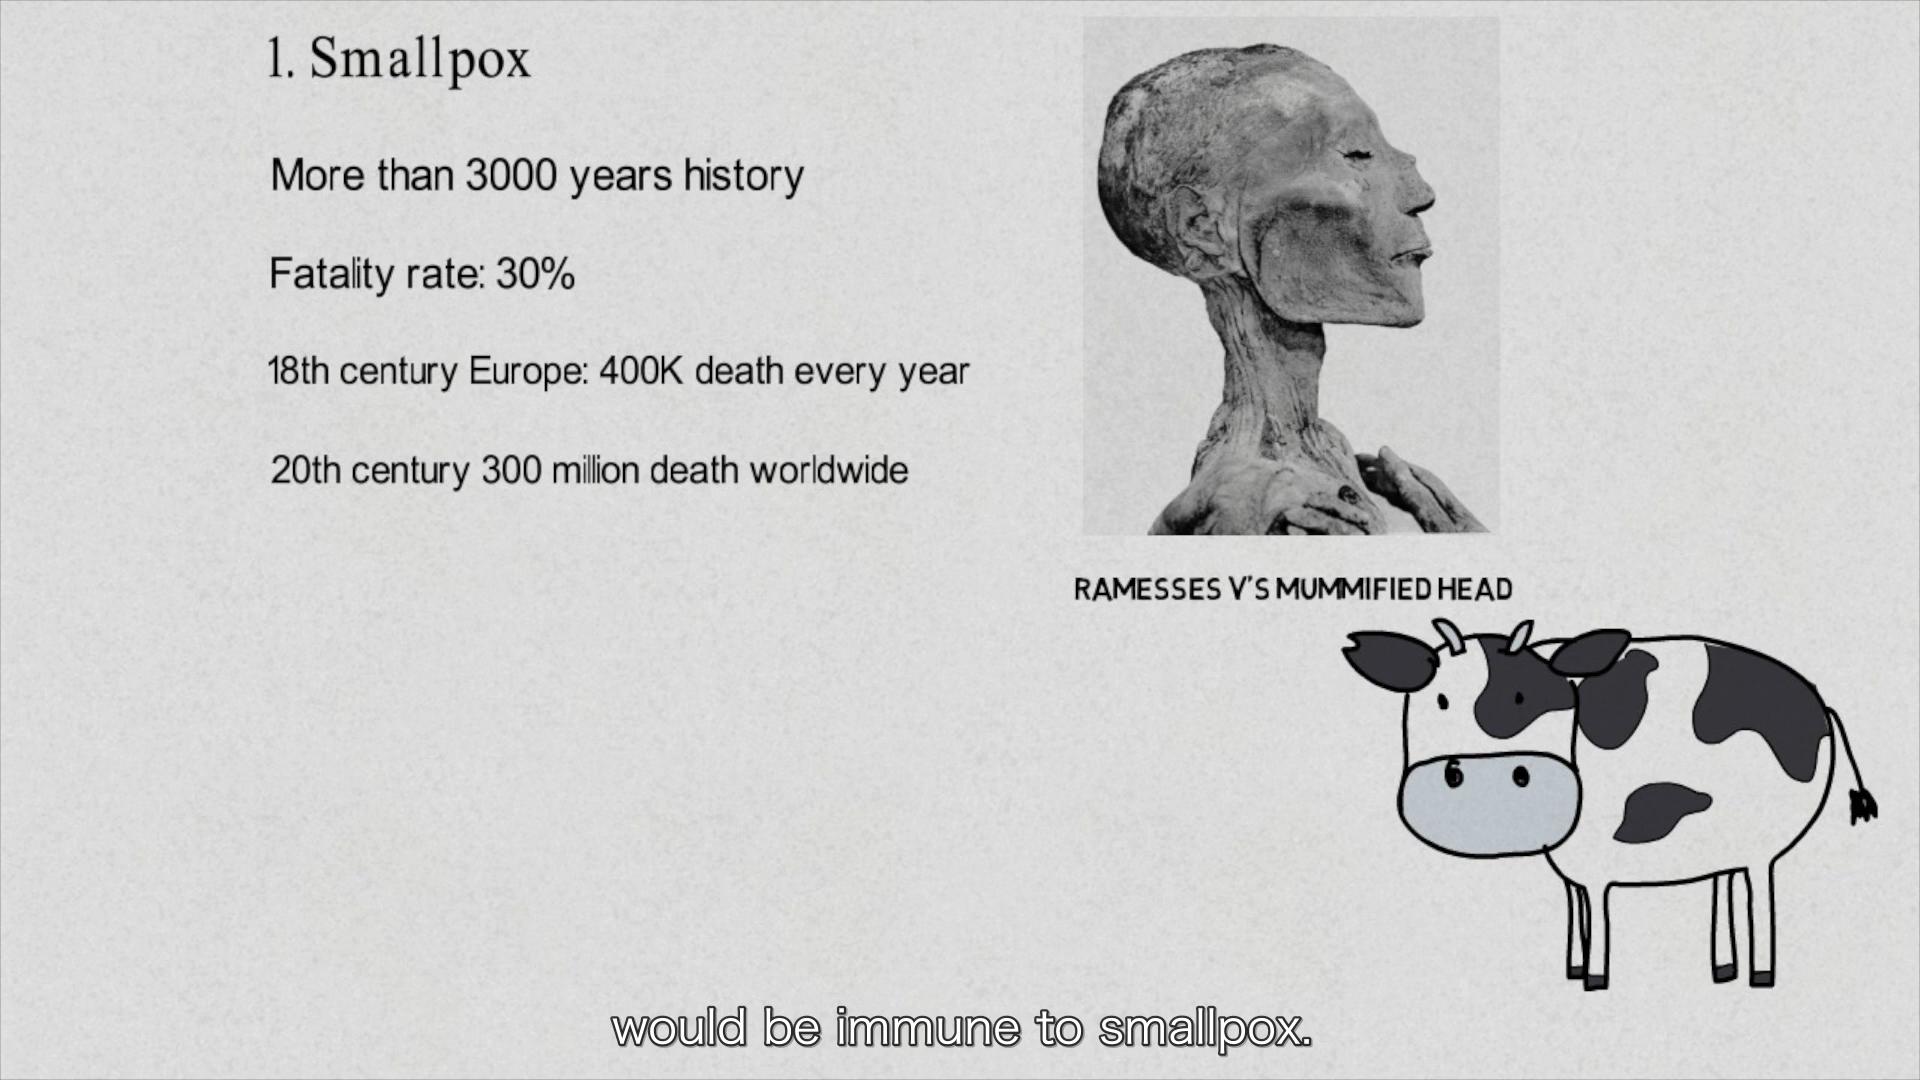 1. Smallpox
More than 3000 years history
Fatality rate: 30%
18th century Europe: 400K death every year
20th century 300 million death worldwide
RAMESSES V'S MUMMIFIED HEAD
would be immune to smallpox.